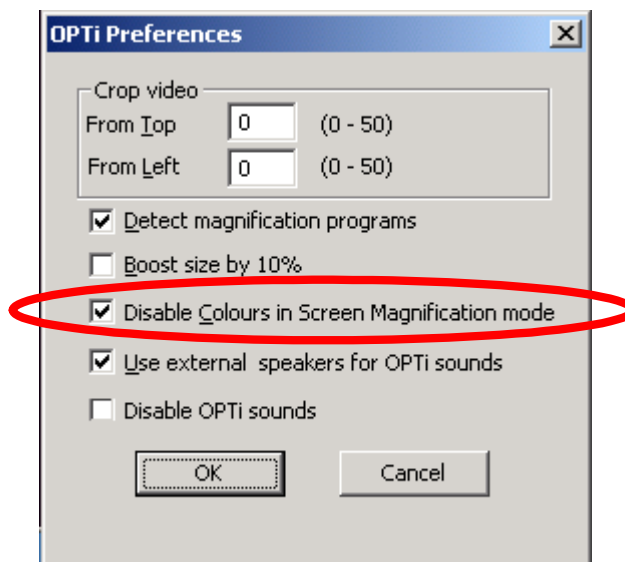 OPTi Preferences
Crop video
From Top 0 (0 - 50)
From Left 0 (0 - 50)
Detect magnification programs
Boost size by 10%
Disable Colours in Screen Magnification mode
Use external speakers for OPTi sounds
Disable OPTi sounds
OK Cancel